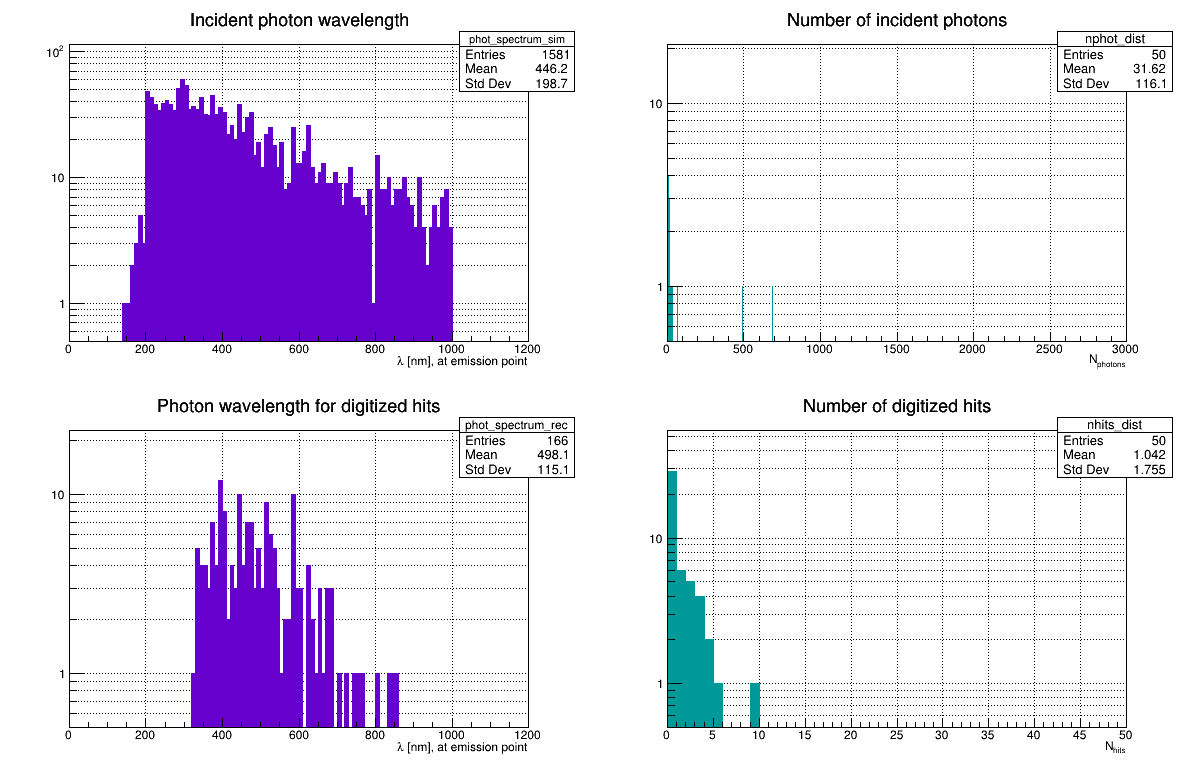 Incident photon wavelength
phot_spectrum_sim
Entries 1581
Mean 446.2
Std Dev 198.7
10²
10
1
0 200 400 600 800 1000 1200
λ [nm], at emission point
Number of incident photons
nphot_dist
Entries 50
Mean 31.62
Std Dev 116.1
10
1
0 500 1000 1500 2000 2500 3000
Nphotons
Photon wavelength for digitized hits
phot_spectrum_rec
Entries 166
Mean 498.1
Std Dev 115.1
10
1
0 200 400 600 800 1000 1200
λ [nm], at emission point
Number of digitized hits
nhits_dist
Entries 50
Mean 1.042
Std Dev 1.755
10
1
0 5 10 15 20 25 30 35 40 45 50
Nhits